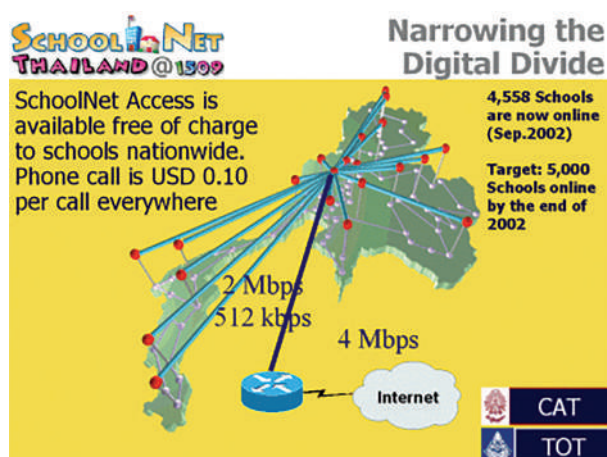 SCHOOL NET
THAILAND@1509
Narrowing the
Digital Divide
SchoolNet Access is
available free of charge
to schools nationwide.
Phone call is USD 0.10
per call everywhere
4,558 Schools
are now online
(Sep.2002)
Target: 5,000
Schools online
by the end of
2002
2 Mbps
512 kbps
4 Mbps
Internet
CAT
TOT